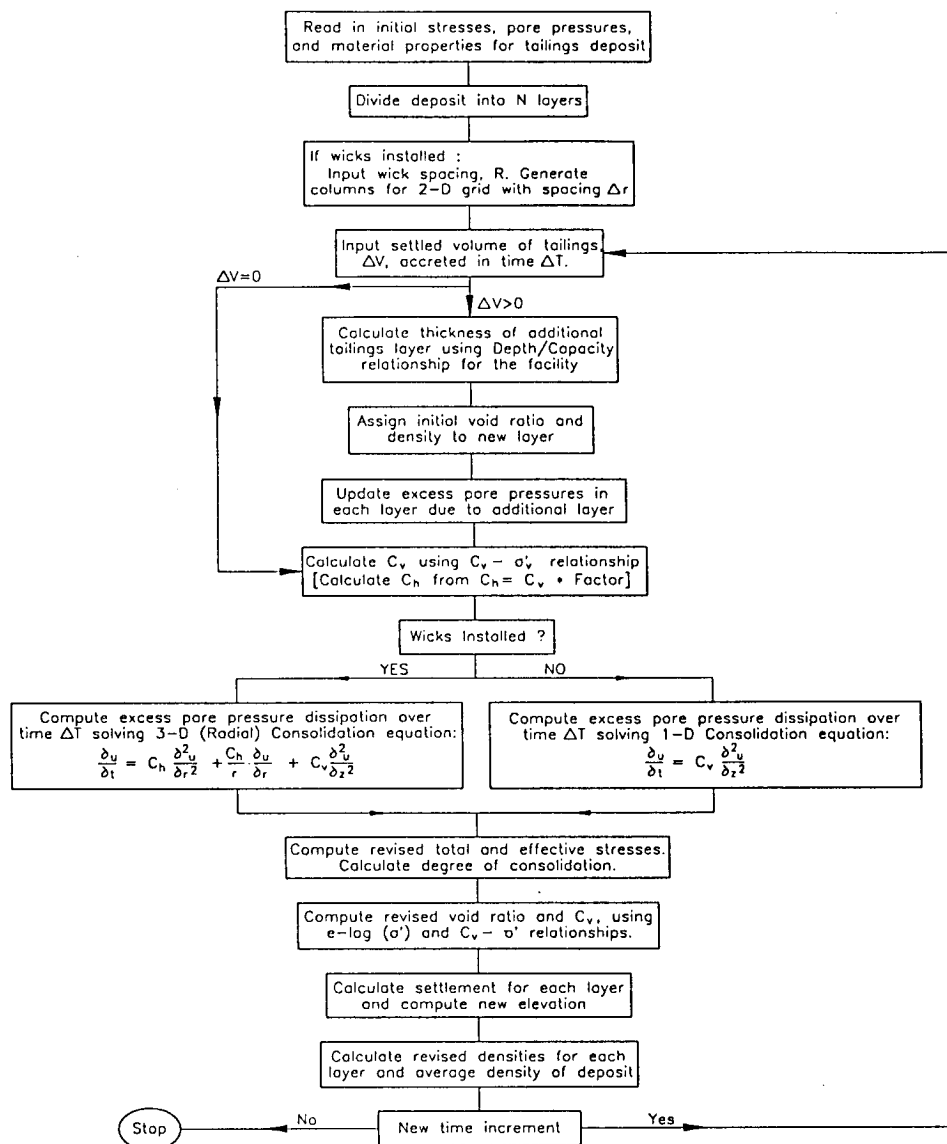 Read in initial stresses, pore pressures,
and material properties for tailings deposit
Divide deposit into N layers
If wicks installed :
Input wick spacing, R. Generate
columns for 2-D grid with spacing Δr
Input settled volume of tailings,
ΔV, accreted in time ΔT.
ΔV=0
ΔV>0
Calculate thickness of additional
tailings layer using Depth/Capacity
relationship for the facility
Assign initial void ratio and
density to new layer
Update excess pore pressures in
each layer due to additional layer
Calculate Cᵥ using Cᵥ – σ'ᵥ relationship
[Calculate Cₕ from Cₕ = Cᵥ * Factor]
Wicks Installed ?
YES
NO
Compute excess pore pressure dissipation over
time ΔT solving 3-D (Radial) Consolidation equation:
∂u/∂t = Cₕ ∂²u/∂r² + Cₕ/r · ∂u/∂r + Cᵥ ∂²u/∂z²
Compute excess pore pressure dissipation over
time ΔT solving 1-D Consolidation equation:
∂u/∂t = Cᵥ ∂²u/∂z²
Compute revised total and effective stresses.
Calculate degree of consolidation.
Compute revised void ratio and Cᵥ, using
e-log (σ') and Cᵥ – σ' relationships.
Calculate settlement for each layer
and compute new elevation
Calculate revised densities for each
layer and average density of deposit
Stop
No
New time increment
Yes